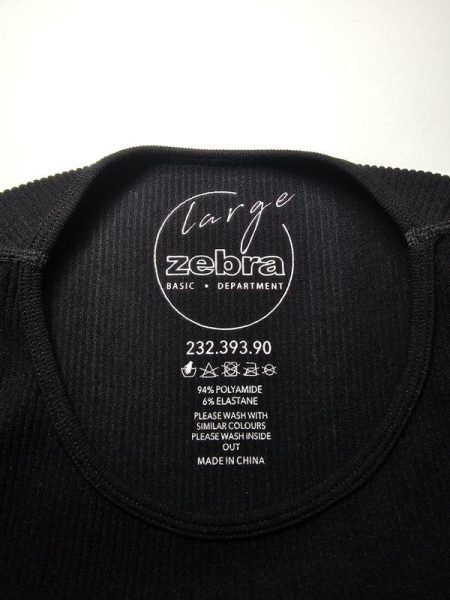 large
zebra
BASIC • DEPARTMENT
232.393.90
94% POLYAMIDE
6% ELASTANE
PLEASE WASH WITH
SIMILAR COLOURS
PLEASE WASH INSIDE
OUT
MADE IN CHINA